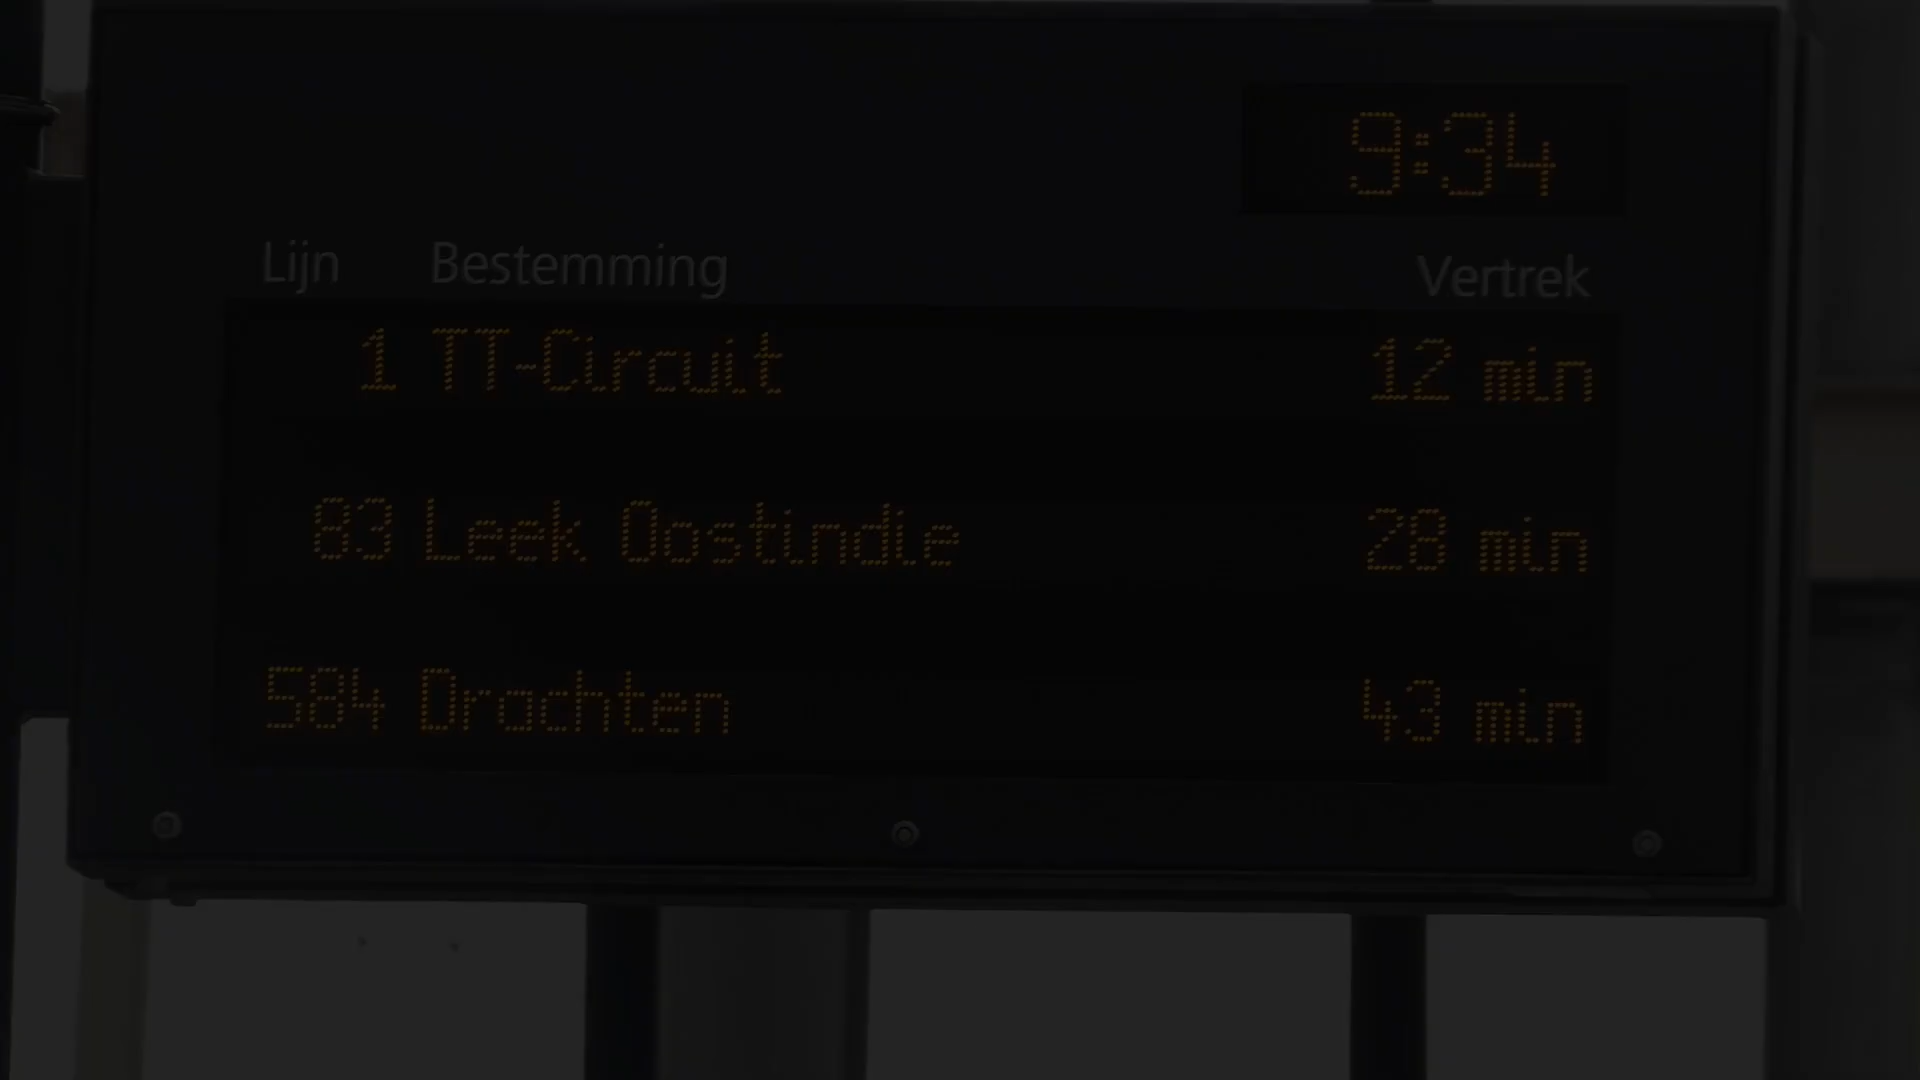 9:34
Lijn Bestemming Vertrek
1 TT-Circuit 12 min
83 Leek Oostindie 28 min
584 Drachten 43 min